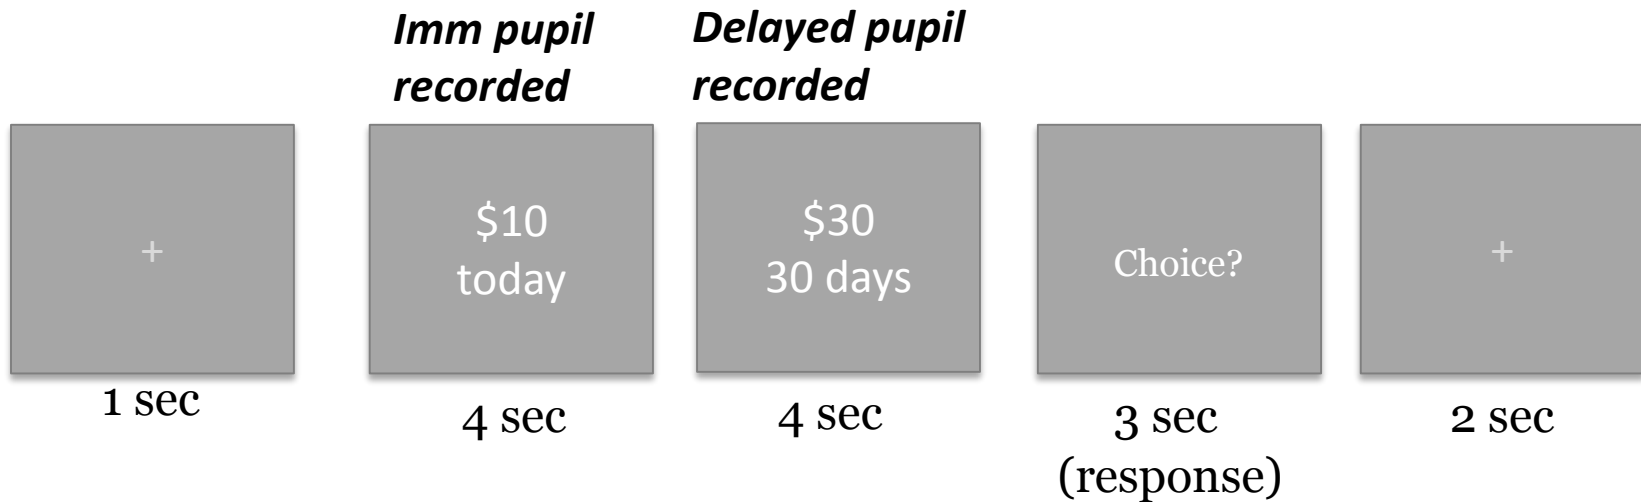 Imm pupil
recorded
Delayed pupil
recorded
+
$10
today
$30
30 days
Choice?
+
1 sec
4 sec
4 sec
3 sec
(response)
2 sec